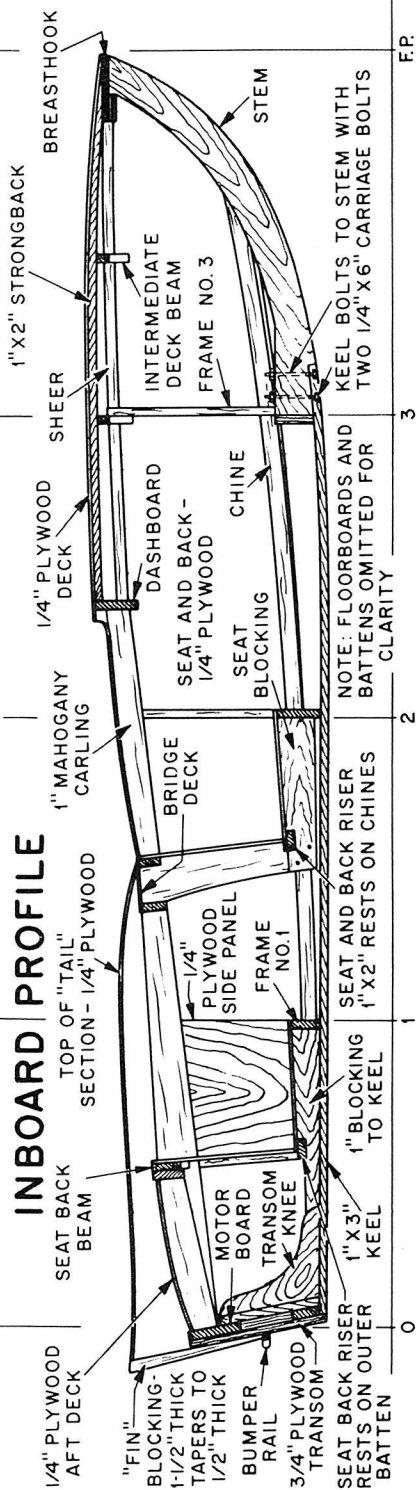 INBOARD PROFILE
1/4" PLYWOOD
AFT DECK
SEAT BACK
BEAM
TOP OF "TAIL"
SECTION - 1/4" PLYWOOD
1" MAHOGANY
CARLING
1/4" PLYWOOD
DECK
1"X2" STRONGBACK
BREASTHOOK
SHEER
INTERMEDIATE
DECK BEAM
FRAME NO.3
STEM
DASHBOARD
SEAT AND BACK -
1/4" PLYWOOD
CHINE
SEAT
BLOCKING
BRIDGE
DECK
1/4"
PLYWOOD
SIDE PANEL
FRAME
NO.1
MOTOR
BOARD
TRANSOM
KNEE
"FIN"
BLOCKING-
1-1/2" THICK
TAPERS TO
1/2" THICK
BUMPER
RAIL
3/4" PLYWOOD
TRANSOM
SEAT BACK RISER
RESTS ON OUTER
BATTEN
1"X3"
KEEL
1" BLOCKING
TO KEEL
SEAT AND BACK RISER
1"X2" RESTS ON CHINES
NOTE: FLOORBOARDS AND
BATTENS OMITTED FOR
CLARITY
KEEL BOLTS TO STEM WITH
TWO 1/4"X6" CARRIAGE BOLTS
0
1
2
3
F.P.